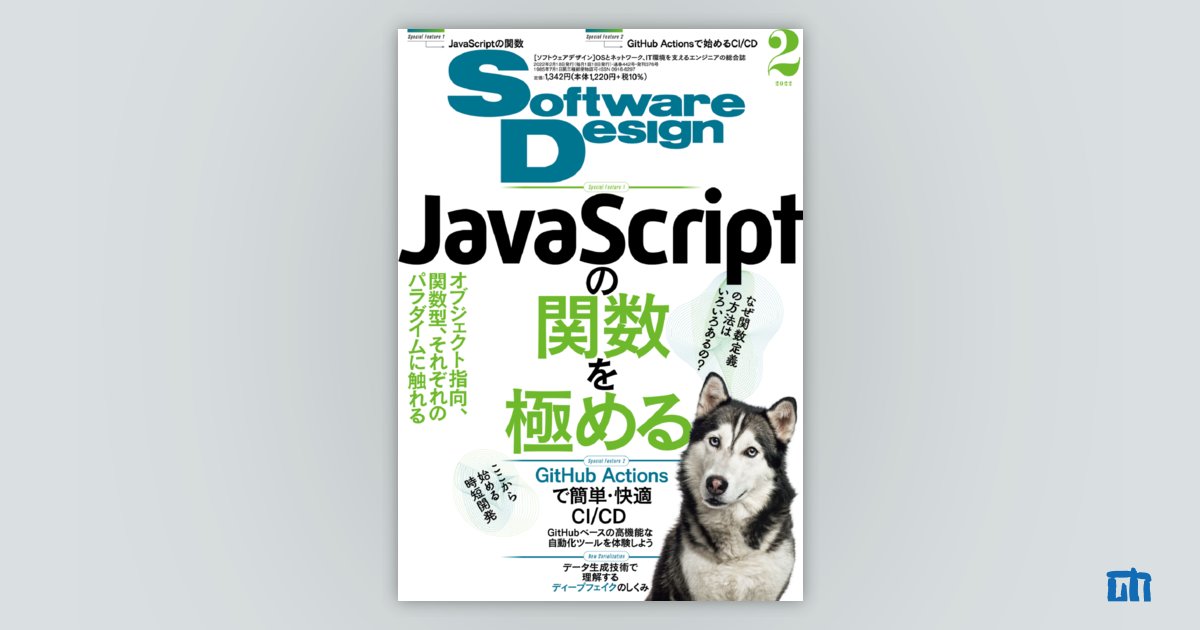 Special Feature 1
JavaScriptの関数
Special Feature 2
GitHub Actionsで始めるCI/CD
2
2022
[ソフトウェアデザイン]OSとネットワーク、IT環境を支えるエンジニアの総合誌
定価:1,342円(本体1,220円+税10%)
Software
Design
Special Feature 1
JavaScript
の
関数
を
極める
オブジェクト指向、
関数型、それぞれの
パラダイムに触れる
なぜ関数定義
の方法は
いろいろあるの?
Special Feature 2
GitHub Actions
で簡単・快適
CI/CD
GitHubベースの高機能な
自動化ツールを体験しよう
ここから
始める
時短開発
New Serialization
データ生成技術で
理解する
ディープフェイクのしくみ